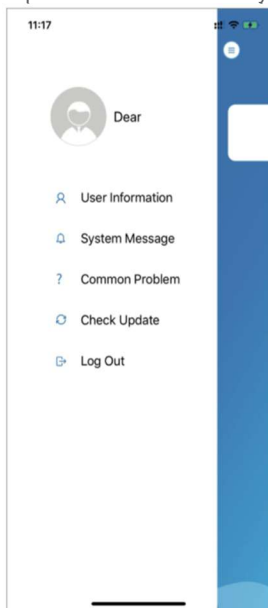 11:17
Dear
User Information
System Message
Common Problem
? 
Check Update
Log Out